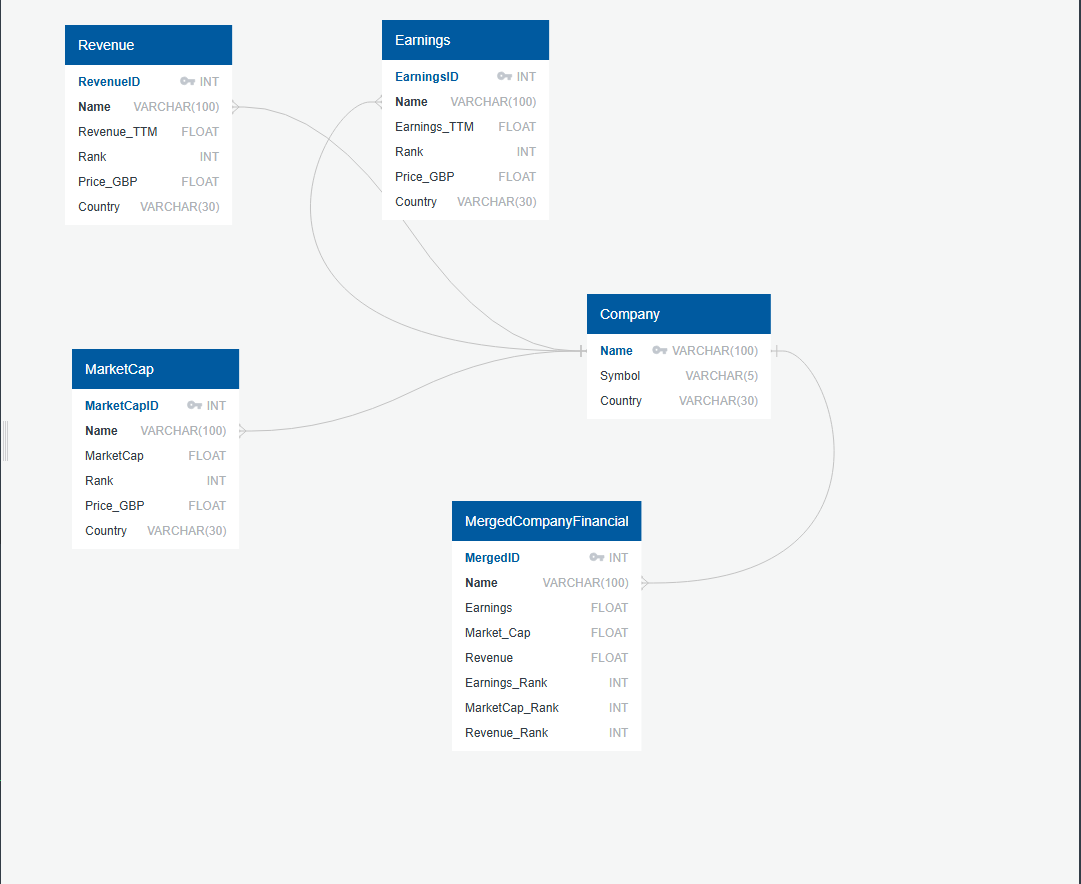 Revenue
RevenueID INT
Name VARCHAR(100)
Revenue_TTM FLOAT
Rank INT
Price_GBP FLOAT
Country VARCHAR(30)
Earnings
EarningsID INT
Name VARCHAR(100)
Earnings_TTM FLOAT
Rank INT
Price_GBP FLOAT
Country VARCHAR(30)
Company
Name VARCHAR(100)
Symbol VARCHAR(5)
Country VARCHAR(30)
MarketCap
MarketCapID INT
Name VARCHAR(100)
MarketCap FLOAT
Rank INT
Price_GBP FLOAT
Country VARCHAR(30)
MergedCompanyFinancial
MergedID INT
Name VARCHAR(100)
Earnings FLOAT
Market_Cap FLOAT
Revenue FLOAT
Earnings_Rank INT
MarketCap_Rank INT
Revenue_Rank INT